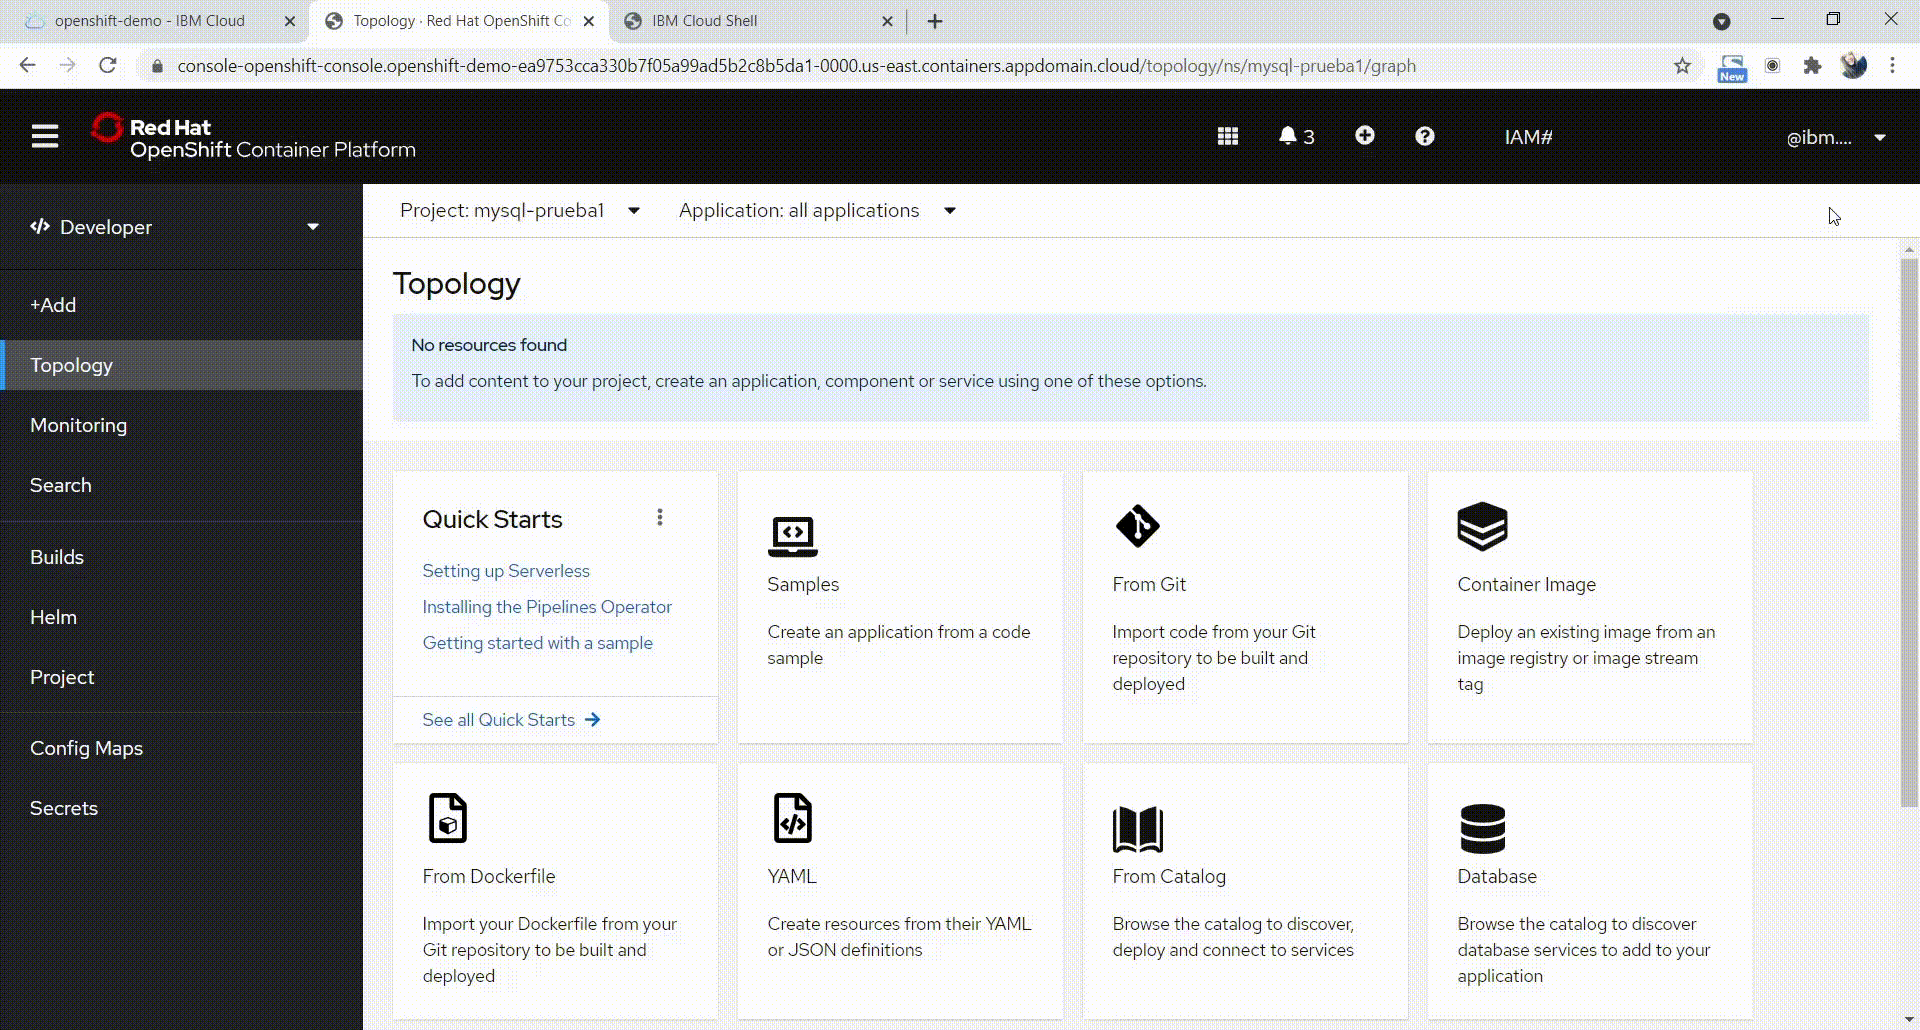 openshift-demo - IBM Cloud
Topology · Red Hat OpenShift Co
IBM Cloud Shell
console-openshift-console.openshift-demo-ea9753cca330b7f05a99ad5b2c8b5da1-0000.us-east.containers.appdomain.cloud/topology/ns/mysql-prueba1/graph
New
Red Hat
OpenShift Container Platform
3
IAM#
@ibm....
Developer
Project: mysql-prueba1
Application: all applications
+Add
Topology
Monitoring
Search
Builds
Helm
Project
Config Maps
Secrets
Topology
No resources found
To add content to your project, create an application, component or service using one of these options.
Quick Starts
Setting up Serverless
Installing the Pipelines Operator
Getting started with a sample
See all Quick Starts
Samples
Create an application from a code
sample
From Git
Import code from your Git
repository to be built and
deployed
Container Image
Deploy an existing image from an
image registry or image stream
tag
From Dockerfile
Import your Dockerfile from your
Git repository to be built and
deployed
YAML
Create resources from their YAML
or JSON definitions
From Catalog
Browse the catalog to discover,
deploy and connect to services
Database
Browse the catalog to discover
database services to add to your
application